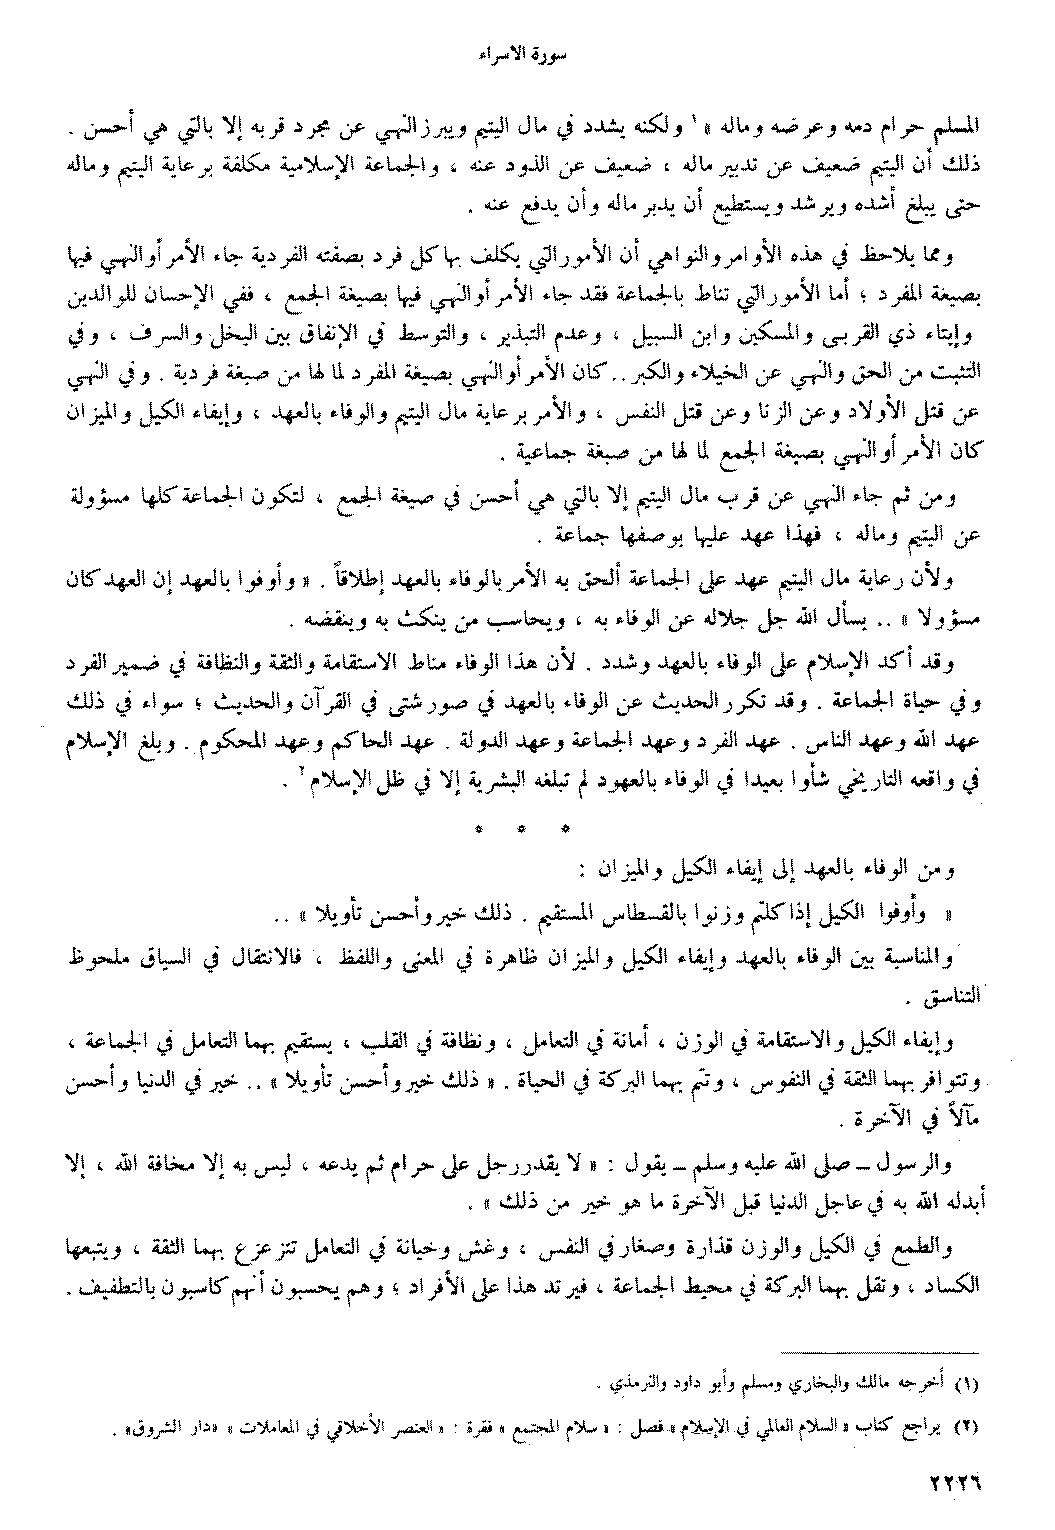 سورة الاسراء
المسلم حرام دمه وعرضه وماله » ١ ولكنه يشدد في مال اليتيم ويبرز النهي عن مجرد قربه إلا بالتي هي أحسن .
ذلك أن اليتيم ضعيف عن تدبير ماله ، ضعيف عن الذود عنه ، والجماعة الإسلامية مكلفة برعاية اليتيم وماله
حتى يبلغ أشده ويرشد ويستطيع أن يدبر ماله وأن يدفع عنه .
ومما يلاحظ في هذه الأوامر والنواهي أن الأمور التي يكلف بها كل فرد بصفته الفردية جاء الأمر أو النهي فيها
بصيغة المفرد ؛ أما الأمور التي تناط بالجماعة فقد جاء الأمر أو النهي فيها بصيغة الجمع ، ففي الإحسان للوالدين
وإيتاء ذي القربى والمسكين وابن السبيل ، وعدم التبذير ، والتوسط في الإنفاق بين البخل والسرف ، وفي
التثبت من الحق والنهي عن الخيلاء والكبر .. كان الأمر أو النهي بصيغة المفرد لما لها من صبغة فردية . وفي النهي
عن قتل الأولاد وعن الزنا وعن قتل النفس ، والأمر برعاية مال اليتيم والوفاء بالعهد ، وإيفاء الكيل والميزان
كان الأمر أو النهي بصيغة الجمع لما لها من صبغة جماعية .
ومن ثم جاء النهي عن قرب مال اليتيم إلا بالتي هي أحسن في صيغة الجمع ، لتكون الجماعة كلها مسؤولة
عن اليتيم وماله ، فهذا عهد عليها بوصفها جماعة .
ولأن رعاية مال اليتيم عهد على الجماعة ألحق به الأمر بالوفاء بالعهد إطلاقاً . « وأوفوا بالعهد إن العهد كان
مسؤولا » .. يسأل الله جل جلاله عن الوفاء به ، ويحاسب من ينكث به وينقضه .
وقد أكد الإسلام على الوفاء بالعهد وشدد . لأن هذا الوفاء مناط الاستقامة والثقة والنظافة في ضمير الفرد
وفي حياة الجماعة . وقد تكرر الحديث عن الوفاء بالعهد في صور شتى في القرآن والحديث ؛ سواء في ذلك
عهد الله وعهد الناس . عهد الفرد وعهد الجماعة وعهد الدولة . عهد الحاكم وعهد المحكوم . وبلغ الإسلام
في واقعه التاريخي شأوا بعيدا في الوفاء بالعهود لم تبلغه البشرية إلا في ظل الإسلام ٢ .
* * *
ومن الوفاء بالعهد إلى إيفاء الكيل والميزان :
« وأوفوا الكيل إذا كلتم وزنوا بالقسطاس المستقيم . ذلك خير وأحسن تأويلا » ..
والمناسبة بين الوفاء بالعهد وإيفاء الكيل والميزان ظاهرة في المعنى واللفظ ، فالانتقال في السياق ملحوظ
التناسق .
وإيفاء الكيل والاستقامة في الوزن ، أمانة في التعامل ، ونظافة في القلب ، يستقيم بهما التعامل في الجماعة ،
وتتوافر بهما الثقة في النفوس ، وتتم بهما البركة في الحياة . « ذلك خير وأحسن تأويلا » .. خير في الدنيا وأحسن
مآلاً في الآخرة .
والرسول – صلى الله عليه وسلم – يقول : « لا يقدر رجل على حرام ثم يدعه ، ليس به إلا مخافة الله ، إلا
أبدله الله به في عاجل الدنيا قبل الآخرة ما هو خير من ذلك » .
والطمع في الكيل والوزن قذارة وصغار في النفس ، وغش وخيانة في التعامل تتزعزع بهما الثقة ، ويتبعها
الكساد ، وتقل بهما البركة في محيط الجماعة ، فيرتد هذا على الأفراد ؛ وهم يحسبون أنهم كاسبون بالتطفيف .
(١) أخرجه مالك والبخاري ومسلم وأبو داود والترمذي .
(٢) يراجع كتاب « السلام العالمي في الإسلام » فصل : « سلام المجتمع » فقرة : « العنصر الأخلاقي في المعاملات » «دار الشروق» .
٢٢٢٦